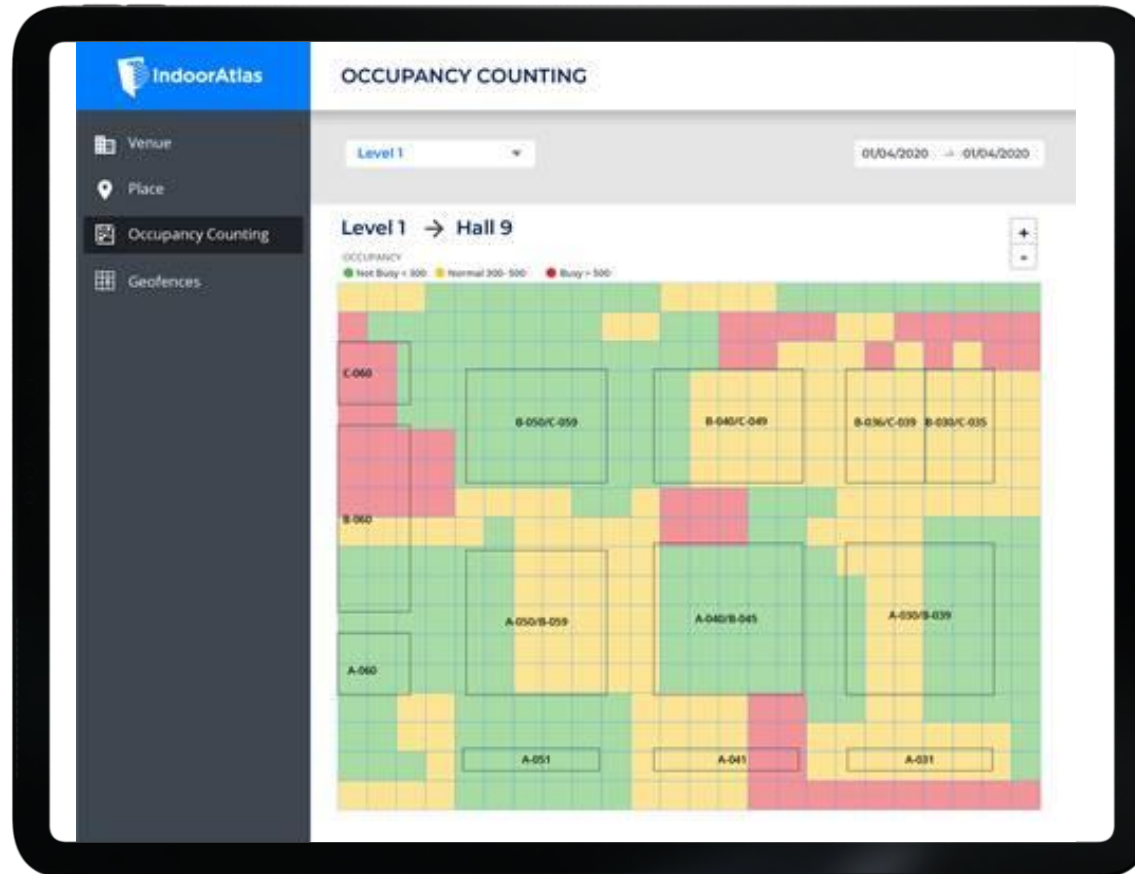 IndoorAtlas
OCCUPANCY COUNTING
Venue
Place
Occupancy Counting
Geofences
Level 1
01/04/2020 → 01/04/2020
Level 1 → Hall 9
+
-
OCCUPANCY
Not Busy < 300 Normal 300- 500 Busy > 500
C-060
B-050/C-059
B-040/C-049
B-036/C-039
B-030/C-035
B-060
A-050/B-059
A-040/B-045
A-030/B-039
A-060
A-051
A-041
A-031